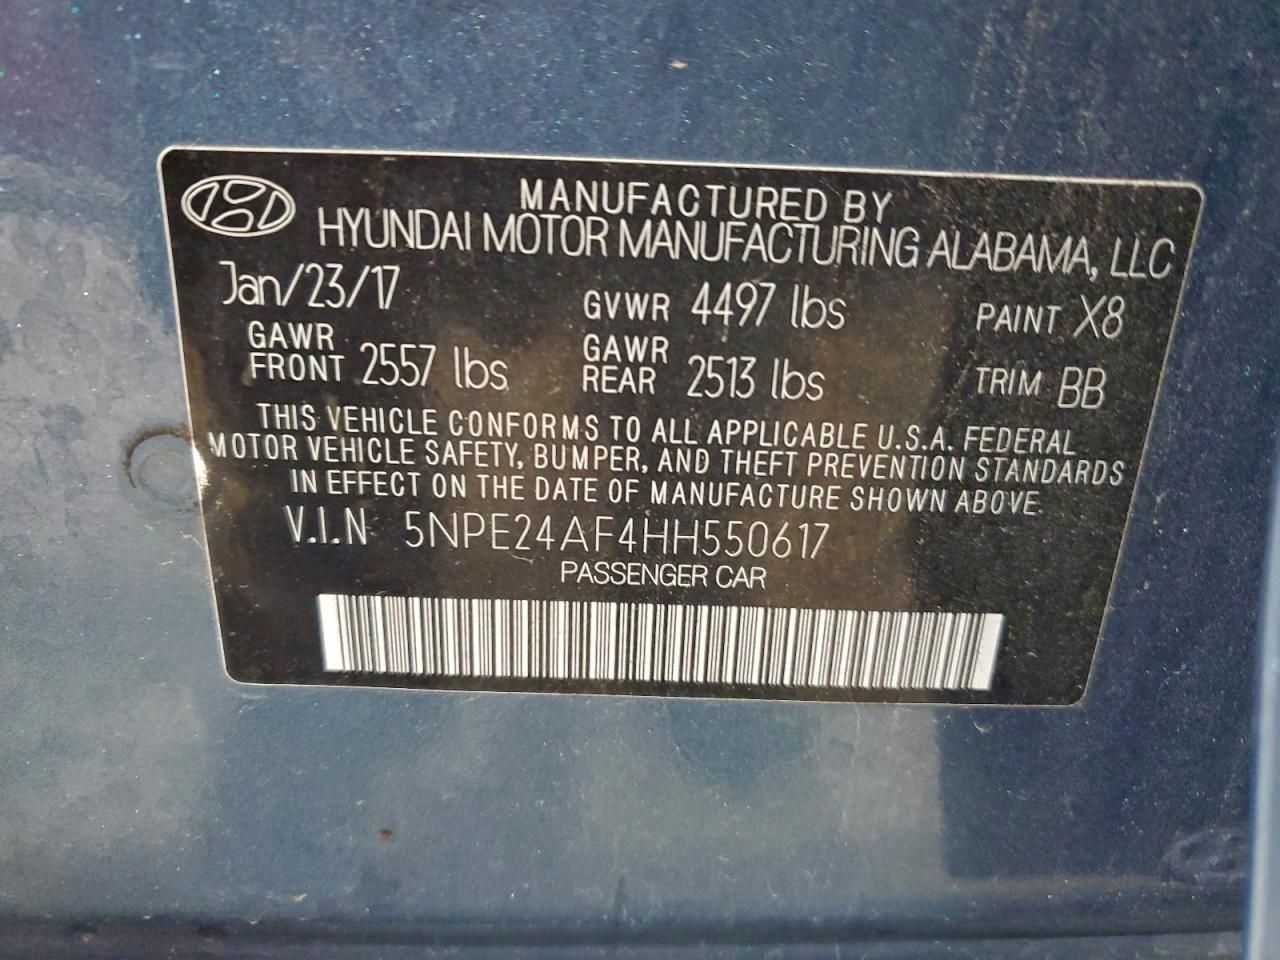 MANUFACTURED BY
HYUNDAI MOTOR MANUFACTURING ALABAMA, LLC
Jan/23/17 GVWR 4497 lbs PAINT X8
GAWR FRONT 2557 lbs GAWR REAR 2513 lbs TRIM BB
THIS VEHICLE CONFORMS TO ALL APPLICABLE U.S.A. FEDERAL
MOTOR VEHICLE SAFETY, BUMPER, AND THEFT PREVENTION STANDARDS
IN EFFECT ON THE DATE OF MANUFACTURE SHOWN ABOVE.
V.I.N 5NPE24AF4HH550617
PASSENGER CAR